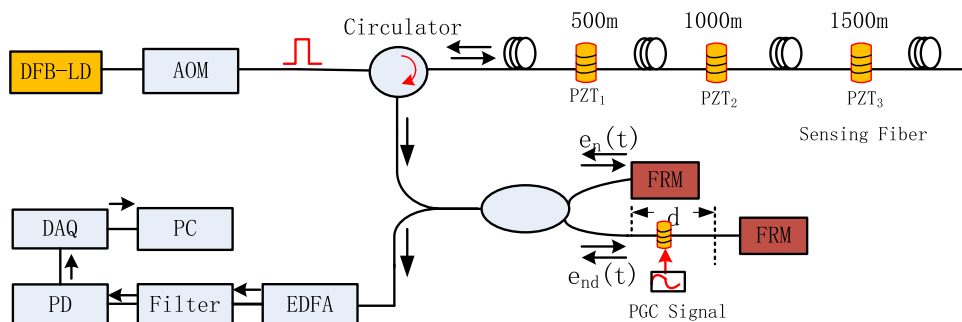 500m 1000m 1500m
Circulator
DFB-LD AOM
PZT₁ PZT₂ PZT₃
Sensing Fiber
eₙ(t)
FRM
DAQ PC
d
FRM
e_nd(t)
PD Filter EDFA
PGC Signal